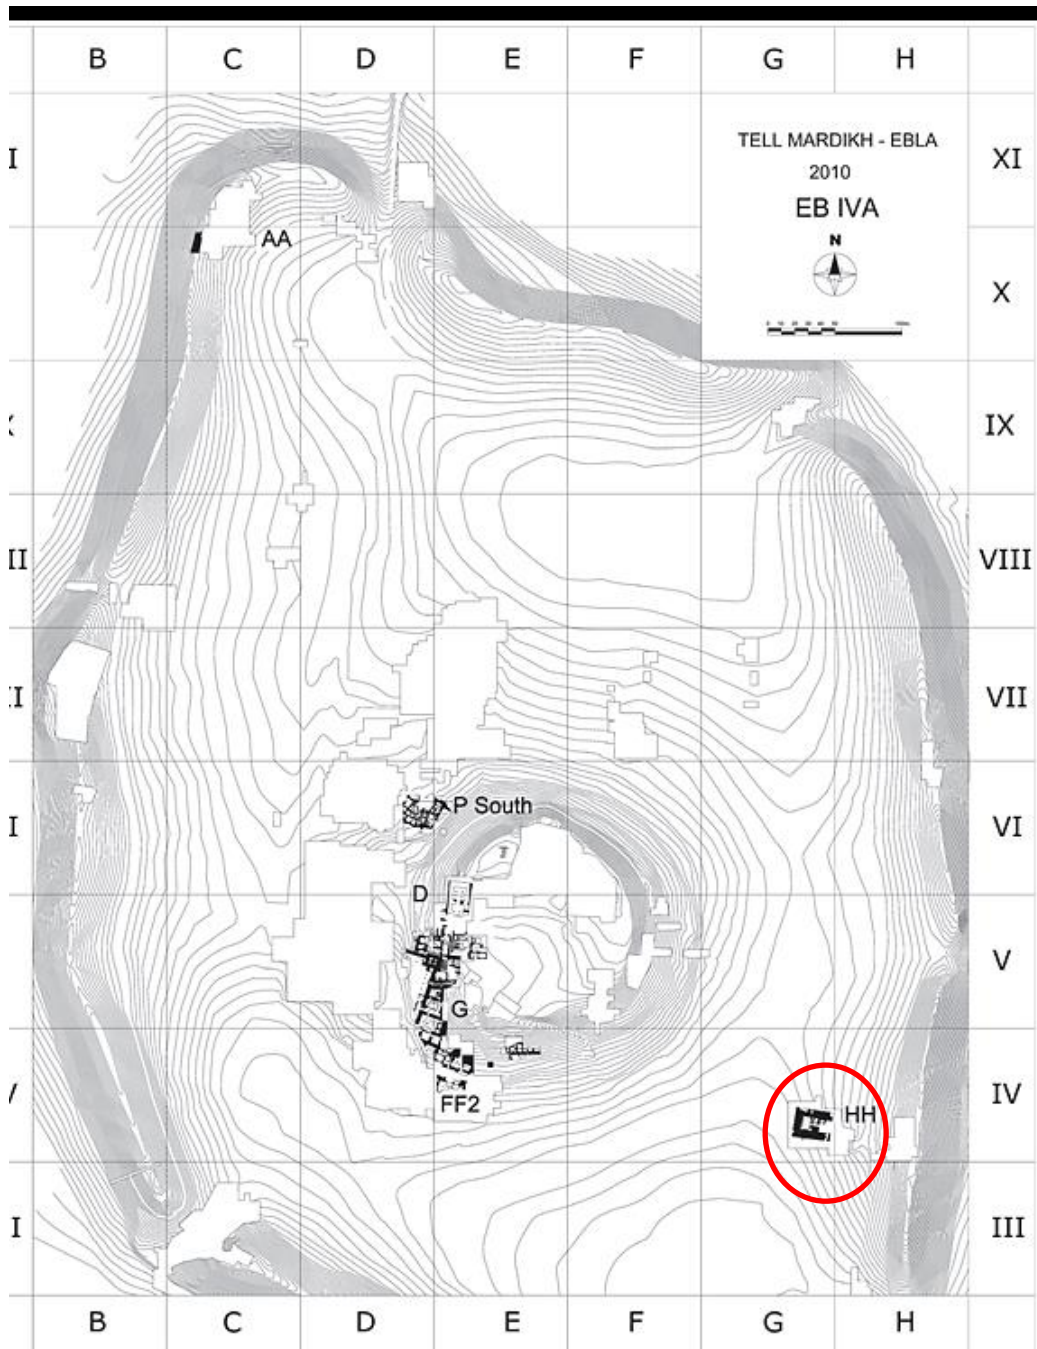 B C D E F G H
TELL MARDIKH - EBLA
2010
EB IVA
N
XI
AA
X
IX
VIII
VII
P South
VI
T
D
V
G
IV
HH
FF2
III
B C D E F G H